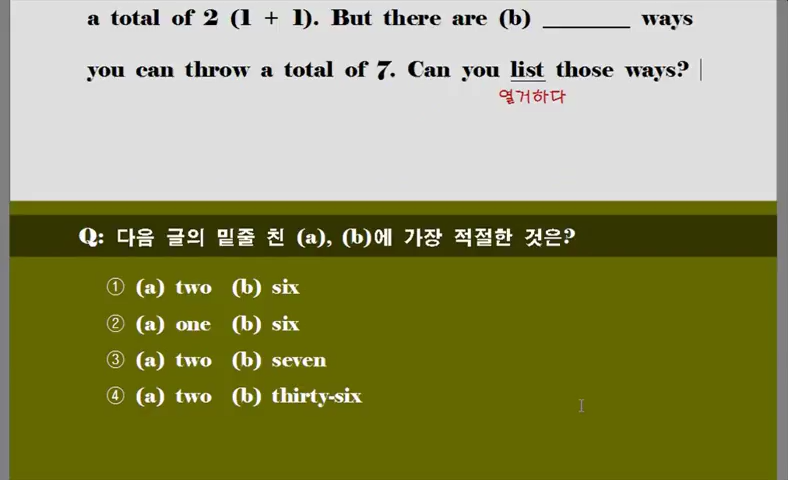 a total of 2 (1 + 1). But there are (b) _______ ways
you can throw a total of 7. Can you list those ways?
열거하다
Q: 다음 글의 밑줄 친 (a), (b)에 가장 적절한 것은?
① (a) two (b) six
② (a) one (b) six
③ (a) two (b) seven
④ (a) two (b) thirty-six